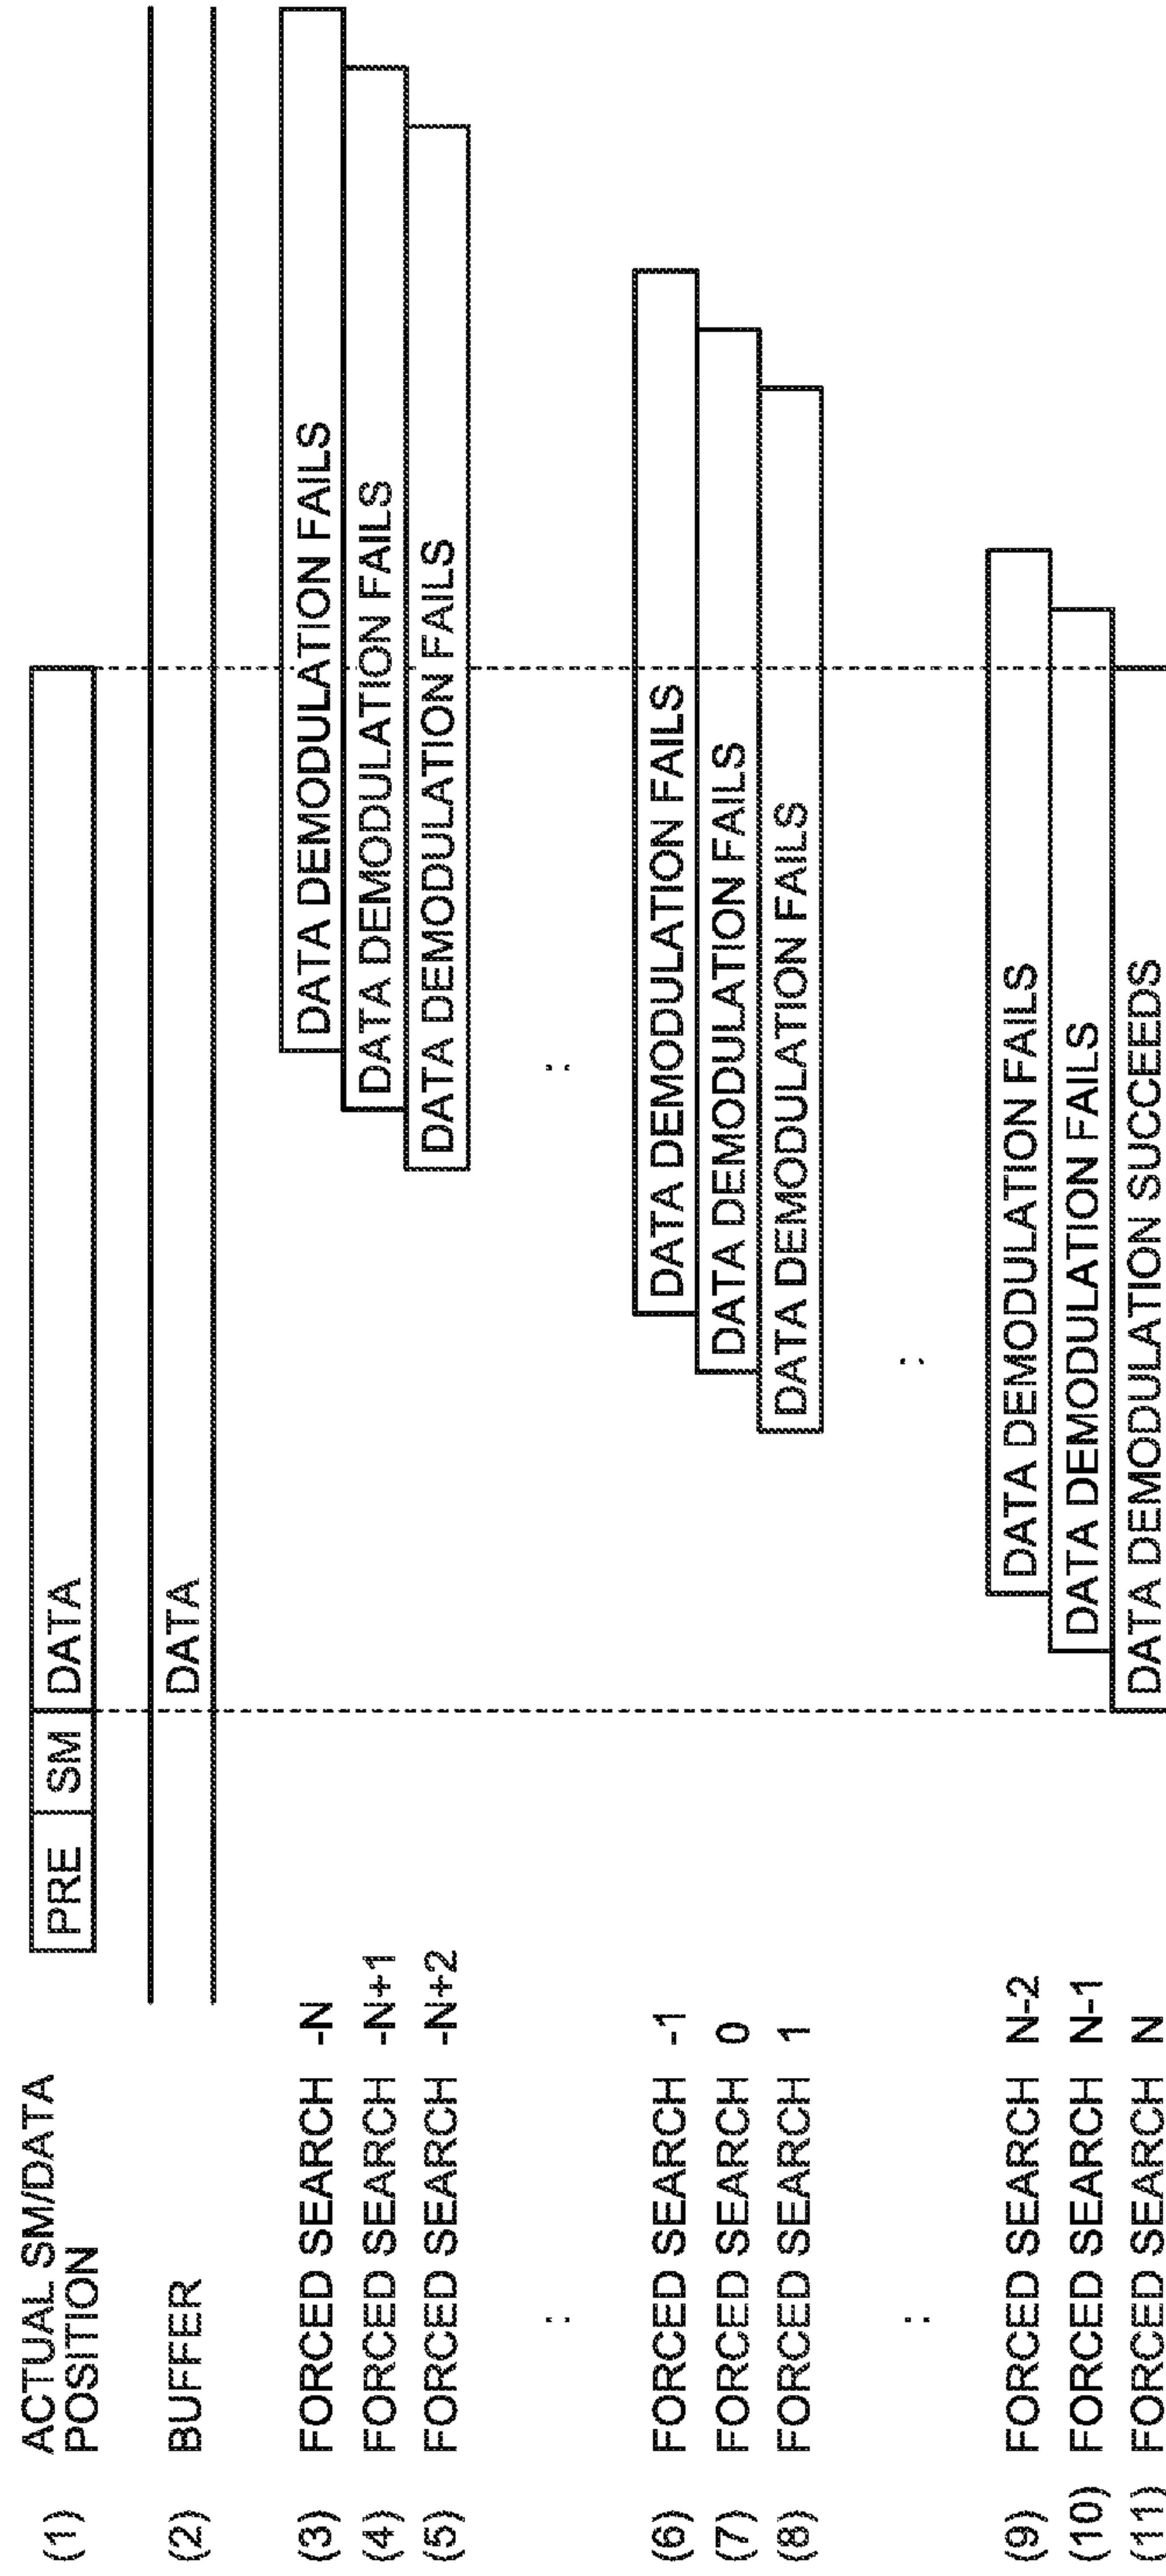 (1) ACTUAL SM/DATA POSITION
PRE SM DATA
(2) BUFFER
DATA
(3) FORCED SEARCH -N
DATA DEMODULATION FAILS
(4) FORCED SEARCH -N+1
DATA DEMODULATION FAILS
(5) FORCED SEARCH -N+2
DATA DEMODULATION FAILS
: :
(6) FORCED SEARCH -1
DATA DEMODULATION FAILS
(7) FORCED SEARCH 0
DATA DEMODULATION FAILS
(8) FORCED SEARCH 1
DATA DEMODULATION FAILS
: :
(9) FORCED SEARCH N-2
DATA DEMODULATION FAILS
(10) FORCED SEARCH N-1
DATA DEMODULATION FAILS
(11) FORCED SEARCH N
DATA DEMODULATION SUCCEEDS